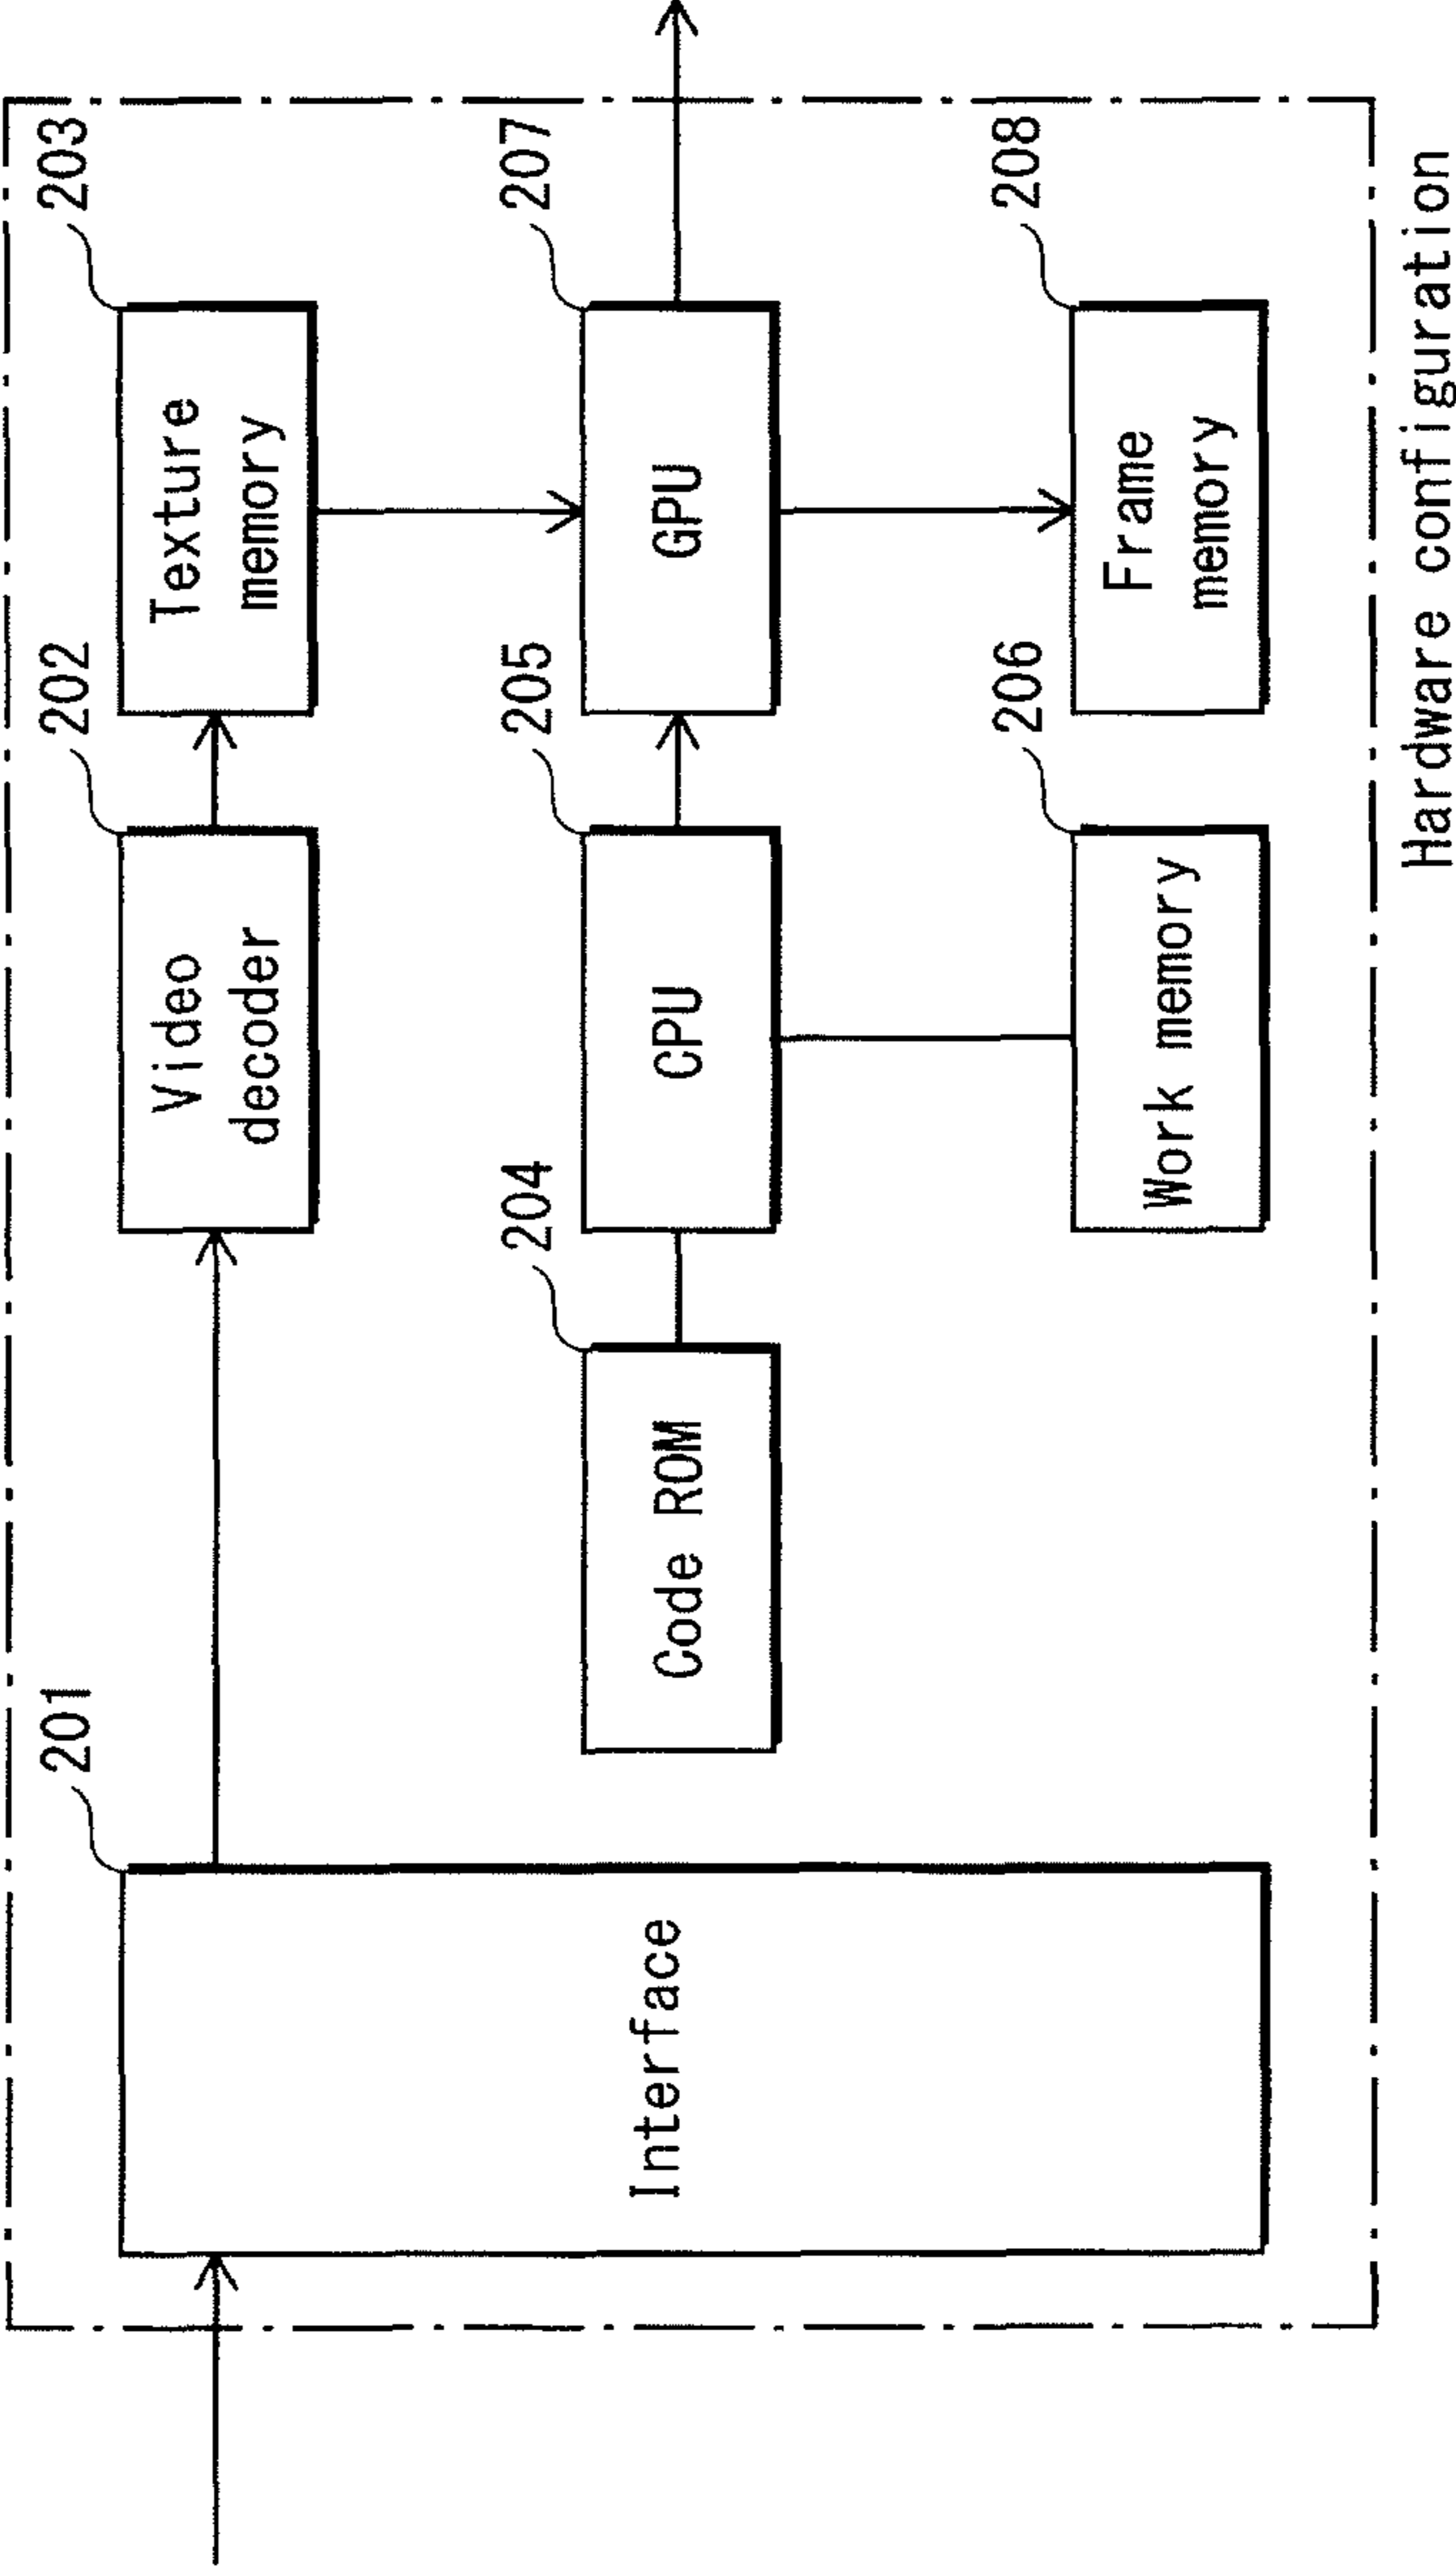 201
202
203
Interface
Video
decoder
Texture
memory
204
205
207
Code ROM
CPU
GPU
206
208
Work memory
Frame
memory
Hardware configuration